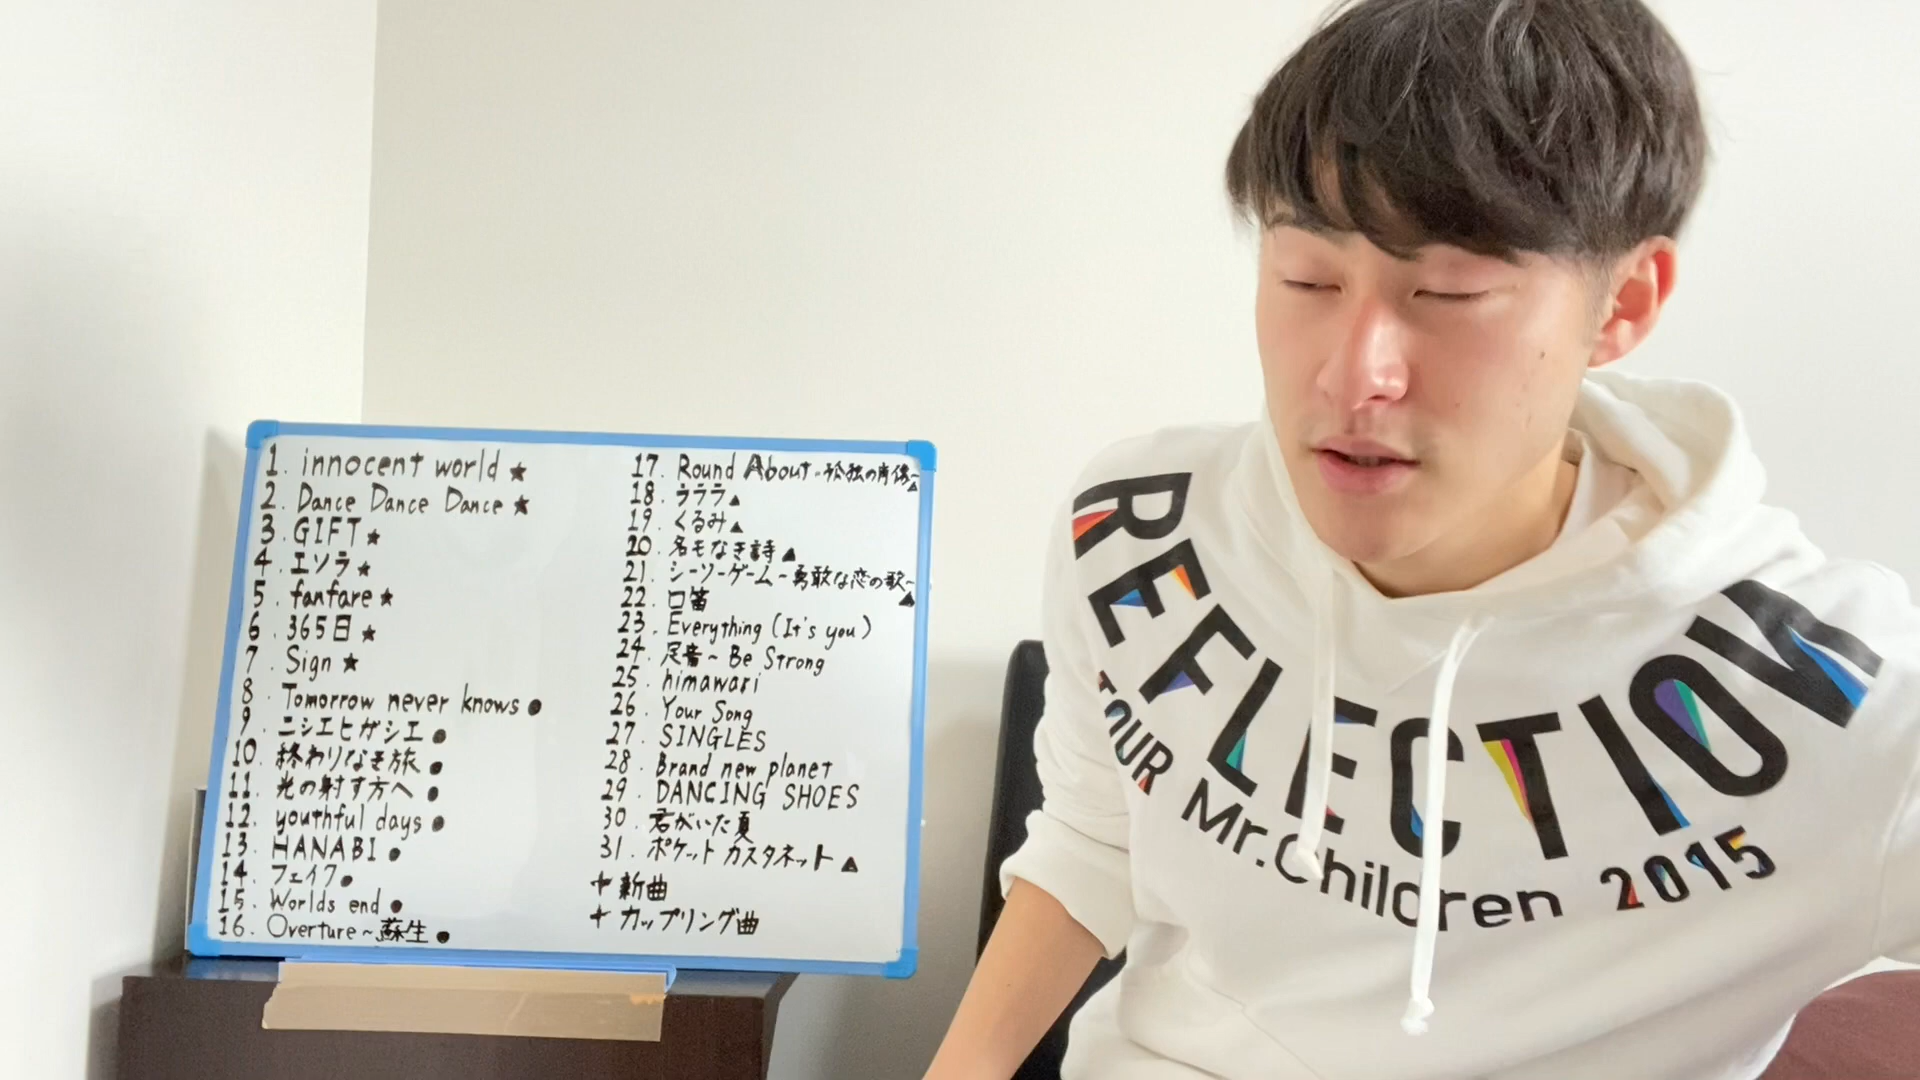 1. innocent world ★
2. Dance Dance Dance ★
3. GIFT ★
4. エソラ ★
5. fanfare ★
6. 365日 ★
7. Sign ★
8. Tomorrow never knows ●
9. ニシエヒガシエ ●
10. 終わりなき旅 ●
11. 光の射す方へ ●
12. youthful days ●
13. HANABI ●
14. フェイク ●
15. Worlds end ●
16. Overture~蘇生 ●
17. Round About~孤独の肖像~
▲
18. ラララ ▲
19. くるみ ▲
20. 名もなき詩 ▲
21. シーソーゲーム~勇敢な恋の歌~
▲
22. 口笛
23. Everything (It's you)
24. 足音~Be Strong
25. himawari
26. Your Song
27. SINGLES
28. Brand new planet
29. DANCING SHOES
30. 君がいた夏
31. ポケット カスタネット ▲
+ 新曲
+ カップリング曲
REFLECTION
TOUR Mr.Children 2015